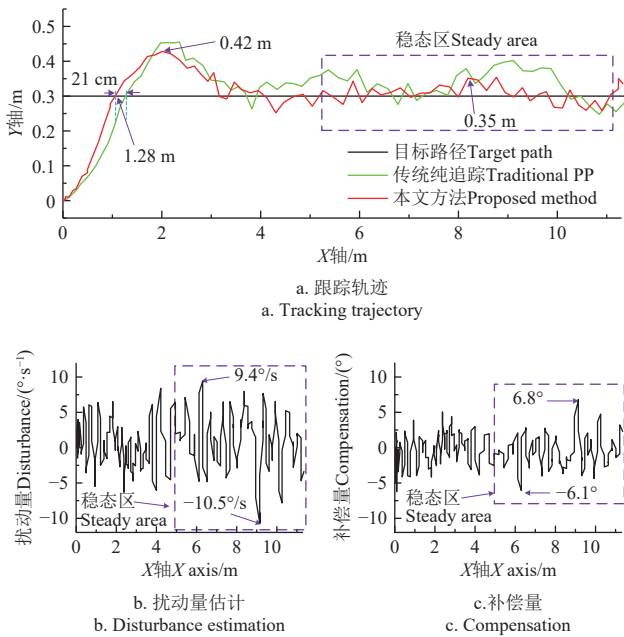 0.5
0.4
0.3
0.2
0.1
0
Y轴/m
21 cm
0.42 m
1.28 m
稳态区Steady area
0.35 m
目标路径Target path
传统纯追踪Traditional PP
本文方法Proposed method
0 2 4 6 8 10
X轴/m
a. 跟踪轨迹
a. Tracking trajectory
扰动量Disturbance/(°·s⁻¹)
10
5
0
−5
−10
9.4°/s
−10.5°/s
稳态区
Steady area
0 2 4 6 8 10
X轴X axis/m
b. 扰动量估计
b. Disturbance estimation
补偿量Compensation/(°)
10
5
0
−5
−10
6.8°
−6.1°
稳态区
Steady area
0 2 4 6 8 10
X轴X axis/m
c.补偿量
c. Compensation